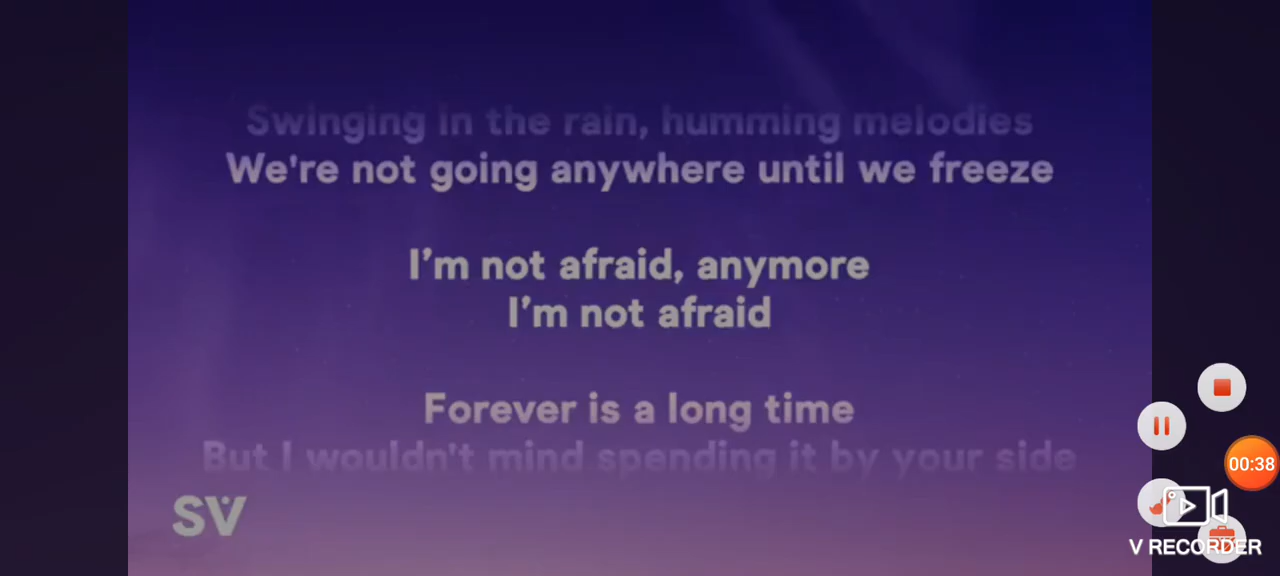 Swinging in the rain, humming melodies
We're not going anywhere until we freeze
I’m not afraid, anymore
I’m not afraid
Forever is a long time
But I wouldn't mind spending it by your side
SV
00:38
V RECORDER